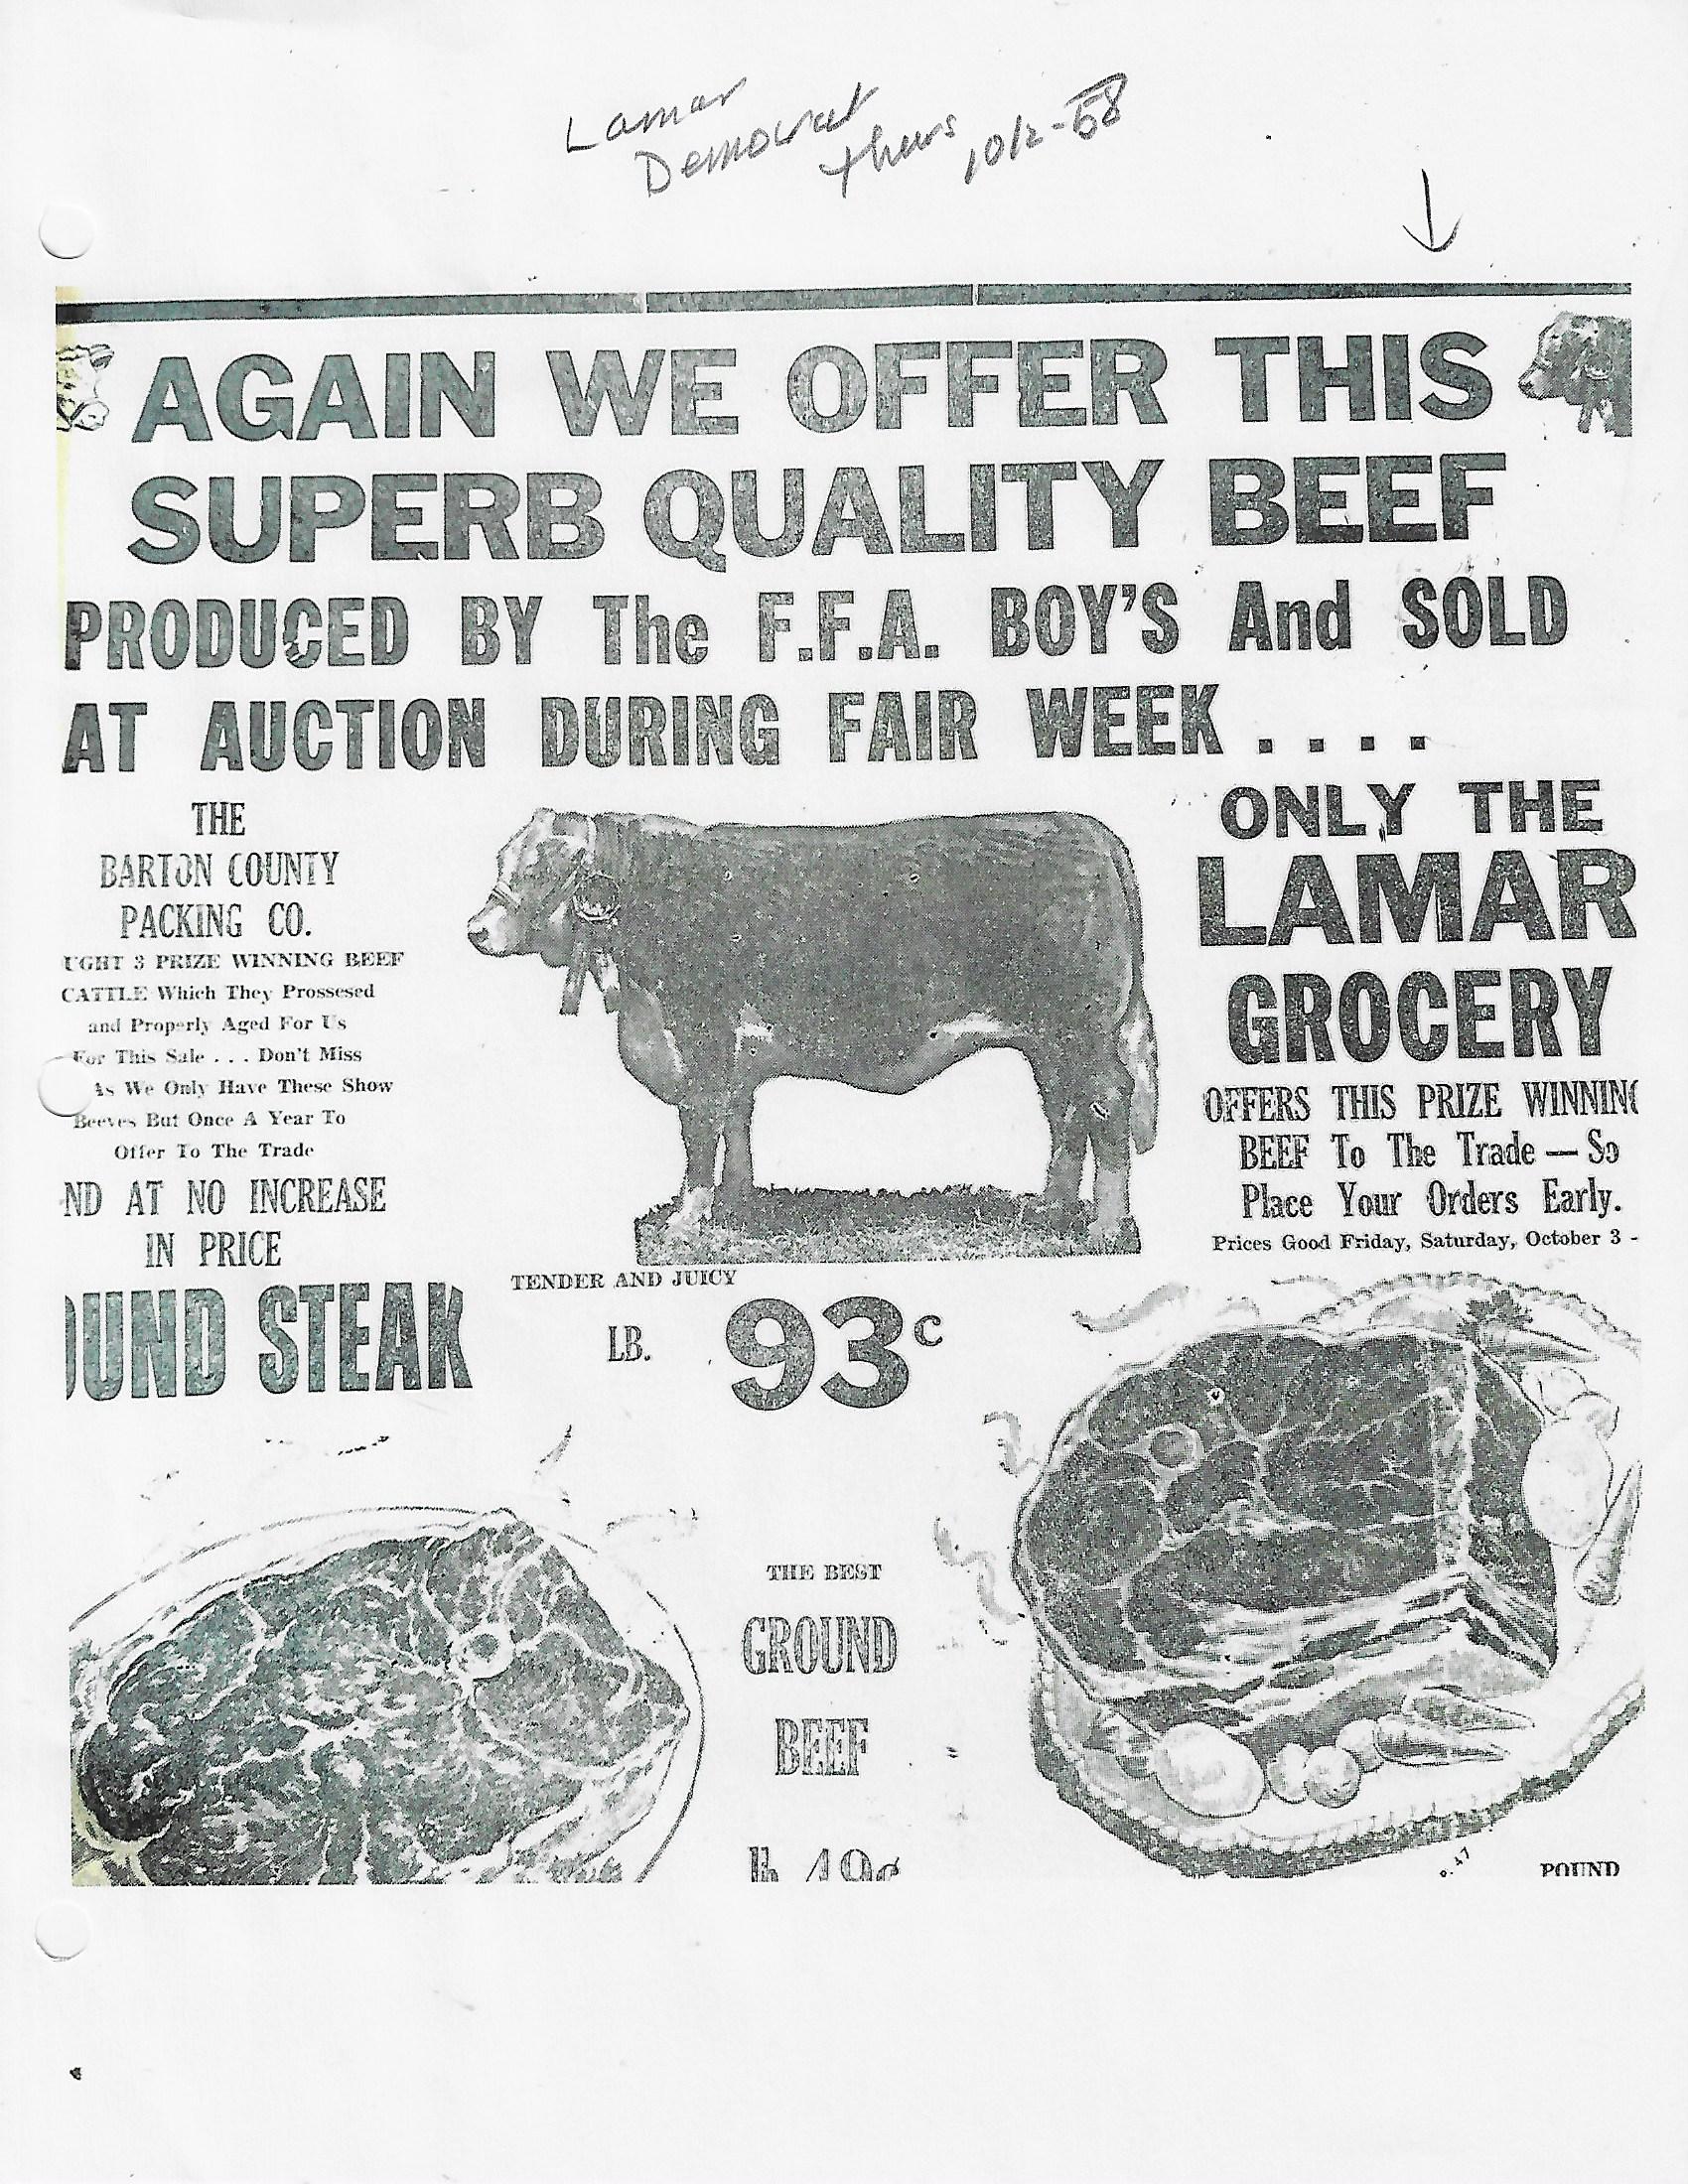 Lamar
Democrat
thurs 10/2-58
AGAIN WE OFFER THIS
SUPERB QUALITY BEEF
PRODUCED BY The F.F.A. BOY'S And SOLD
AT AUCTION DURING FAIR WEEK . . . .
THE
BARTON COUNTY
PACKING CO.
UGHT 3 PRIZE WINNING BEEF
CATTLE Which They Prossesed
and Properly Aged For Us
For This Sale . . . Don't Miss
As We Only Have These Show
Beeves But Once A Year To
Offer To The Trade
ND AT NO INCREASE
IN PRICE
ONLY THE
LAMAR
GROCERY
OFFERS THIS PRIZE WINNING
BEEF To The Trade — So
Place Your Orders Early.
Prices Good Friday, Saturday, October 3 -
OUND STEAK
TENDER AND JUICY
LB. 93c
THE BEST
GROUND
BEEF
lb 49c
P. 47
POUND